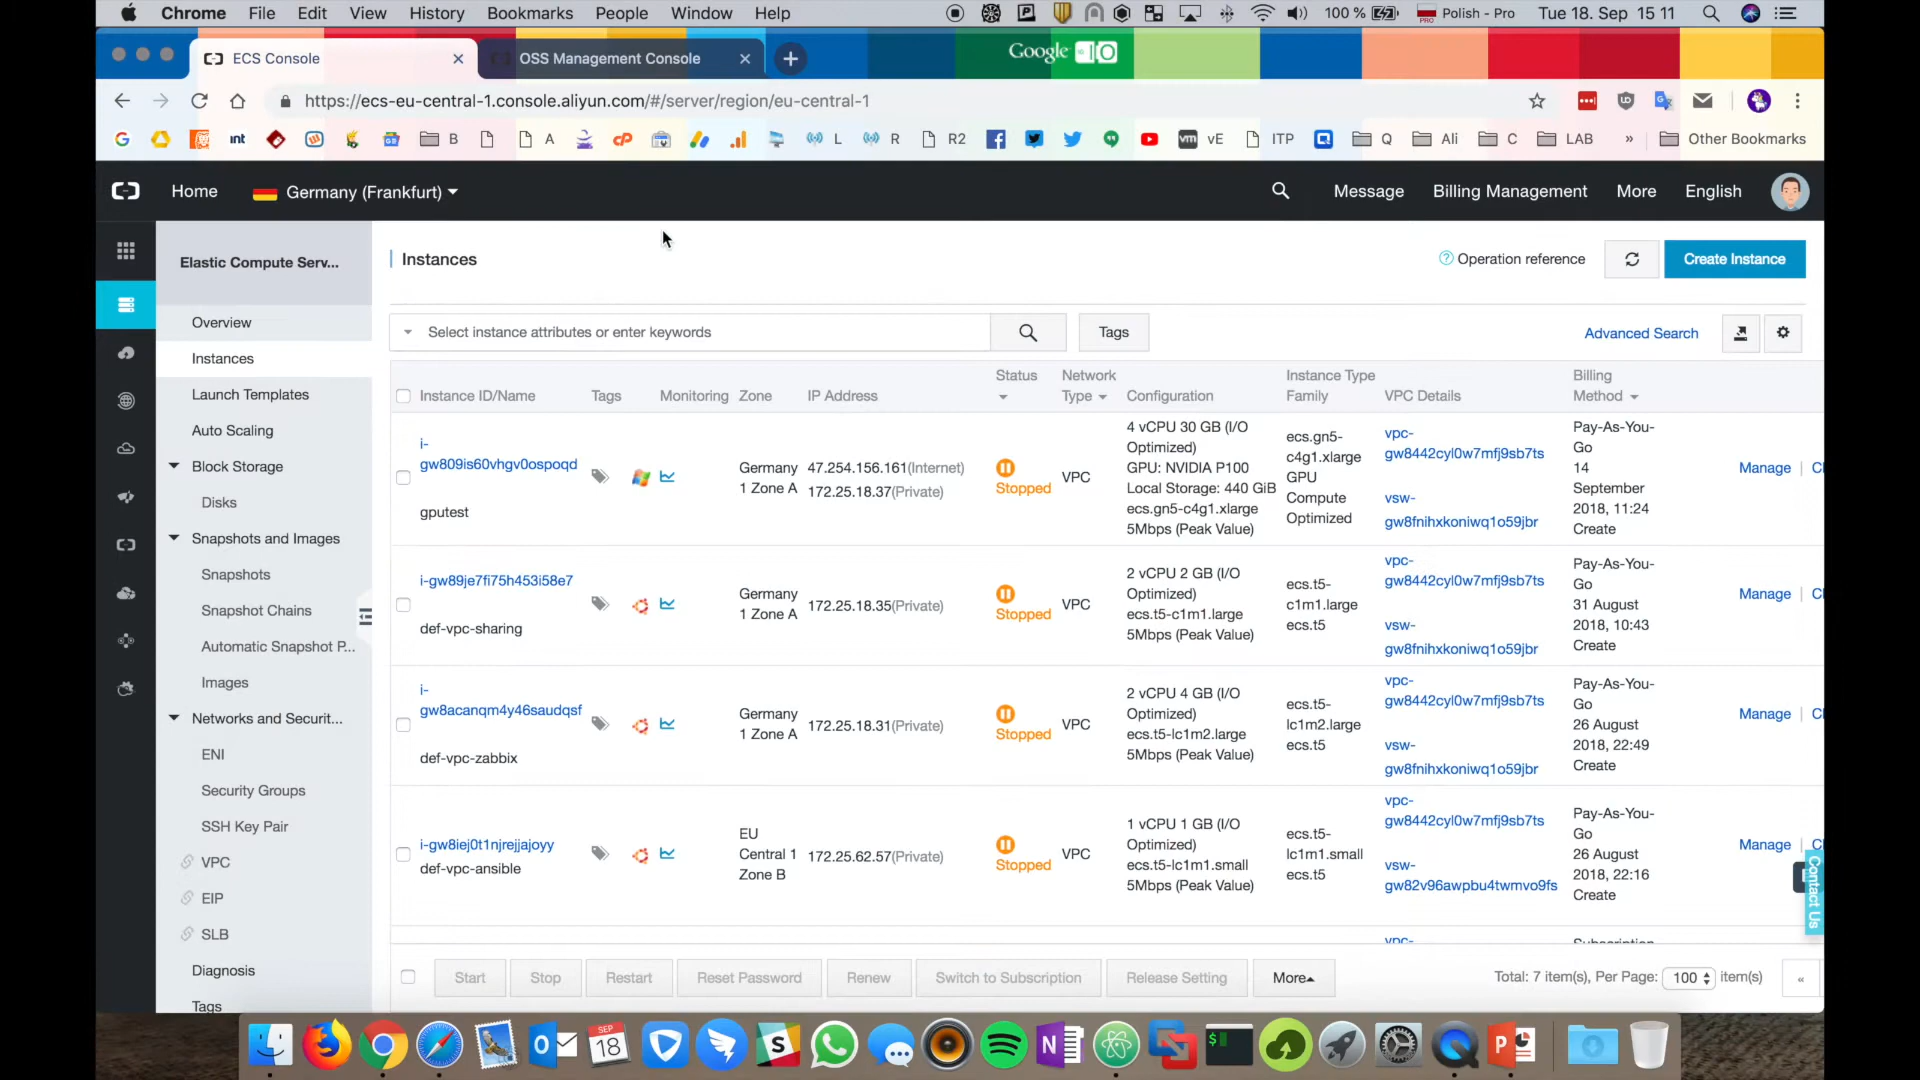 Chrome File Edit View History Bookmarks People Window Help 100 % Polish - Pro Tue 18. Sep 15 11
ECS Console OSS Management Console Google
https://ecs-eu-central-1.console.aliyun.com/#/server/region/eu-central-1
int B A L R R2 vm vE ITP Q Ali C LAB » Other Bookmarks
Home Germany (Frankfurt) Message Billing Management More English
Elastic Compute Serv...
Overview
Instances
Launch Templates
Auto Scaling
Block Storage
Disks
Snapshots and Images
Snapshots
Snapshot Chains
Automatic Snapshot P...
Images
Networks and Securit...
ENI
Security Groups
SSH Key Pair
VPC
EIP
SLB
Diagnosis
Tags
Instances
Operation reference
Create Instance
Select instance attributes or enter keywords
Tags
Advanced Search
Instance ID/Name Tags Monitoring Zone IP Address Status Network Type Configuration Instance Type Family VPC Details Billing Method
i-
gw809is60vhgv0ospoqd
gputest
Germany
1 Zone A
47.254.156.161(Internet)
172.25.18.37(Private)
Stopped
VPC
4 vCPU 30 GB (I/O
Optimized)
GPU: NVIDIA P100
Local Storage: 440 GiB
ecs.gn5-c4g1.xlarge
5Mbps (Peak Value)
ecs.gn5-
c4g1.xlarge
GPU
Compute
Optimized
vpc-
gw8442cyl0w7mfj9sb7ts
vsw-
gw8fnihxkoniwq1o59jbr
Pay-As-You-
Go
14
September
2018, 11:24
Create
Manage
i-gw89je7fi75h453i58e7
def-vpc-sharing
Germany
1 Zone A
172.25.18.35(Private)
Stopped
VPC
2 vCPU 2 GB (I/O
Optimized)
ecs.t5-c1m1.large
5Mbps (Peak Value)
ecs.t5-
c1m1.large
ecs.t5
vpc-
gw8442cyl0w7mfj9sb7ts
vsw-
gw8fnihxkoniwq1o59jbr
Pay-As-You-
Go
31 August
2018, 10:43
Create
Manage
i-
gw8acanqm4y46saudqsf
def-vpc-zabbix
Germany
1 Zone A
172.25.18.31(Private)
Stopped
VPC
2 vCPU 4 GB (I/O
Optimized)
ecs.t5-lc1m2.large
5Mbps (Peak Value)
ecs.t5-
lc1m2.large
ecs.t5
vpc-
gw8442cyl0w7mfj9sb7ts
vsw-
gw8fnihxkoniwq1o59jbr
Pay-As-You-
Go
26 August
2018, 22:49
Create
Manage
i-gw8iej0t1njrejjajoyy
def-vpc-ansible
EU
Central 1
Zone B
172.25.62.57(Private)
Stopped
VPC
1 vCPU 1 GB (I/O
Optimized)
ecs.t5-lc1m1.small
5Mbps (Peak Value)
ecs.t5-
lc1m1.small
ecs.t5
vpc-
gw8442cyl0w7mfj9sb7ts
vsw-
gw82v96awpbu4twmvo9fs
Pay-As-You-
Go
26 August
2018, 22:16
Create
Manage
Contact Us
Start Stop Restart Reset Password Renew Switch to Subscription Release Setting More
Total: 7 item(s), Per Page: 100 item(s) «
SEP
18